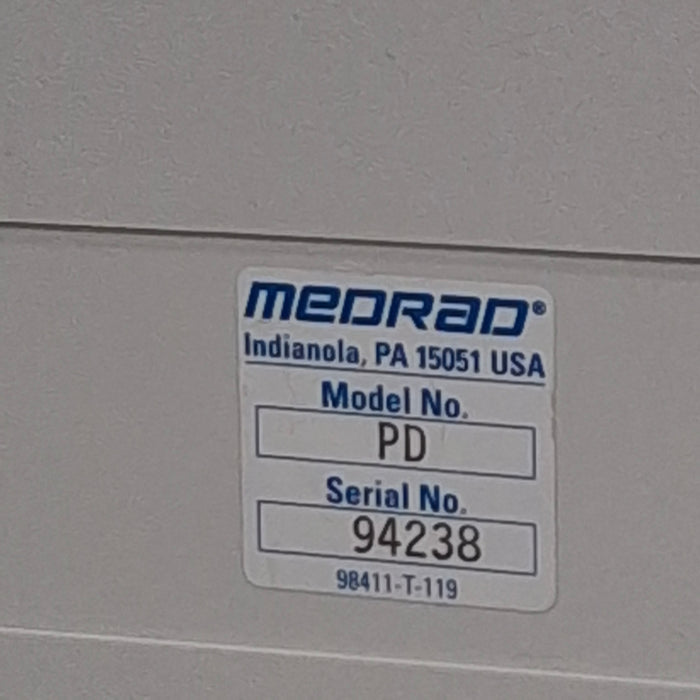 MEDRAD®
Indianola, PA 15051 USA
Model No.
PD
Serial No.
94238
98411-T-119